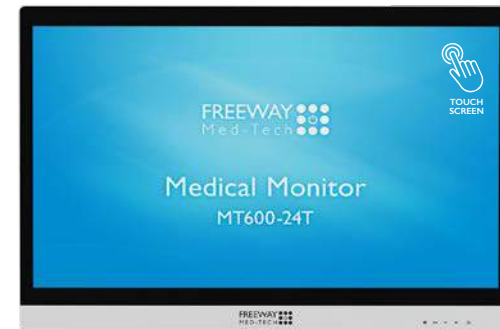 TOUCH
SCREEN
FREEWAY
Med-Tech
Medical Monitor
MT600-24T
FREEWAY
MED-TECH